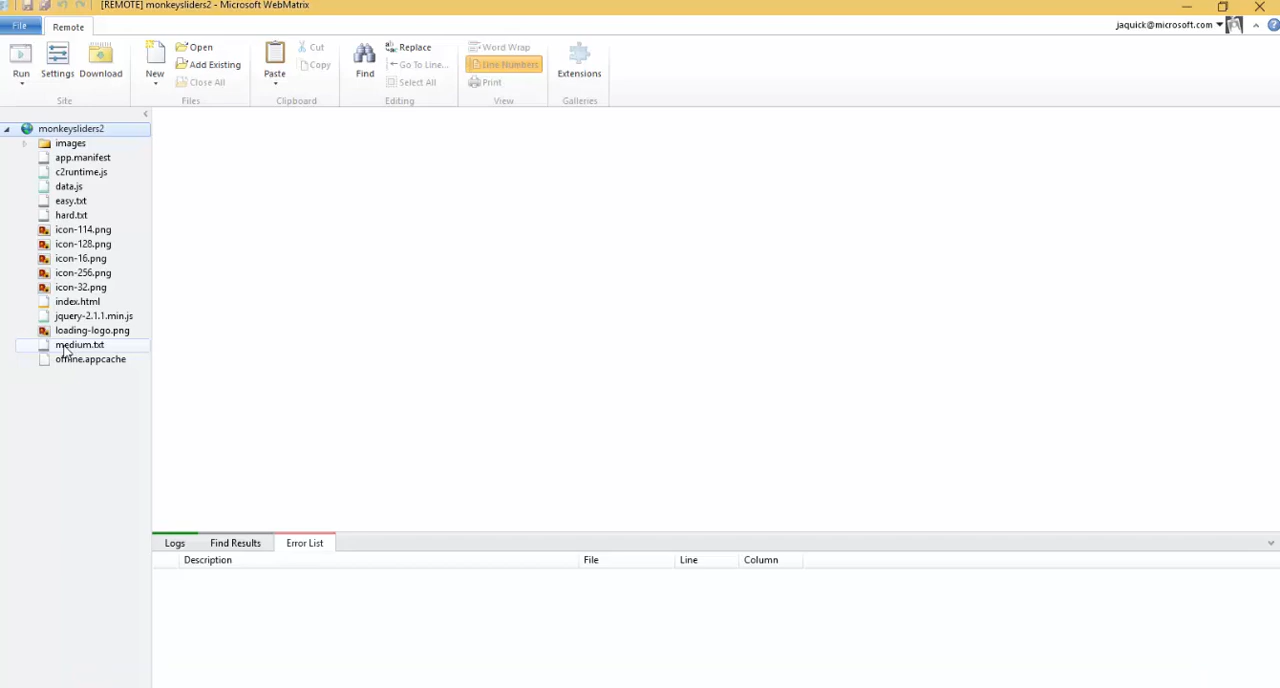 [REMOTE] monkeysliders2 - Microsoft WebMatrix
File Remote jaquick@microsoft.com
Run Settings Download New Open Add Existing Close All Paste Cut Copy Find Replace Go To Line... Select All Word Wrap Line Numbers Print Extensions
Site Files Clipboard Editing View Galleries
monkeysliders2
images
app.manifest
c2runtime.js
data.js
easy.txt
hard.txt
icon-114.png
icon-128.png
icon-16.png
icon-256.png
icon-32.png
index.html
jquery-2.1.1.min.js
loading-logo.png
medium.txt
offline.appcache
Logs Find Results Error List
Description File Line Column